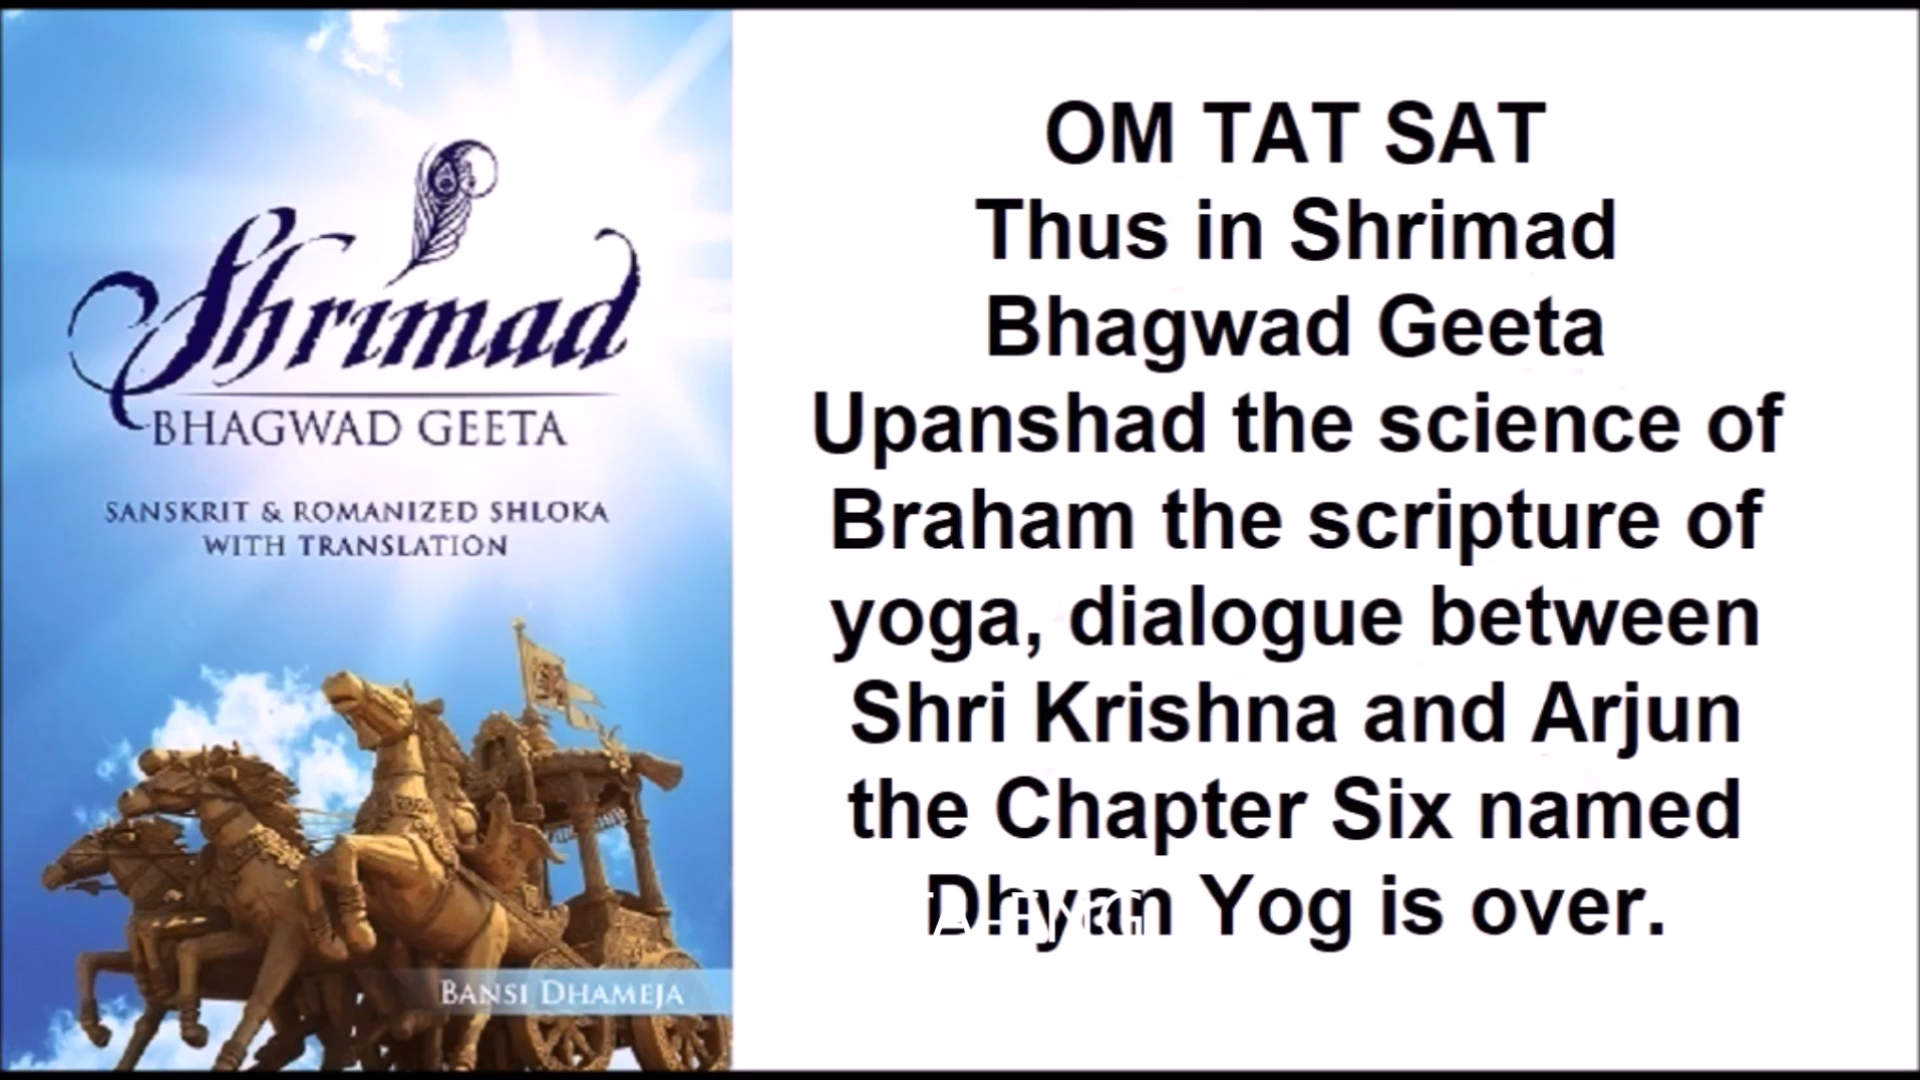 Shrimad
BHAGWAD GEETA
SANSKRIT & ROMANIZED SHLOKA
WITH TRANSLATION
BANSI DHAMEJA
OM TAT SAT
Thus in Shrimad
Bhagwad Geeta
Upanshad the science of
Braham the scripture of
yoga, dialogue between
Shri Krishna and Arjun
the Chapter Six named
Dhyan Yog is over.